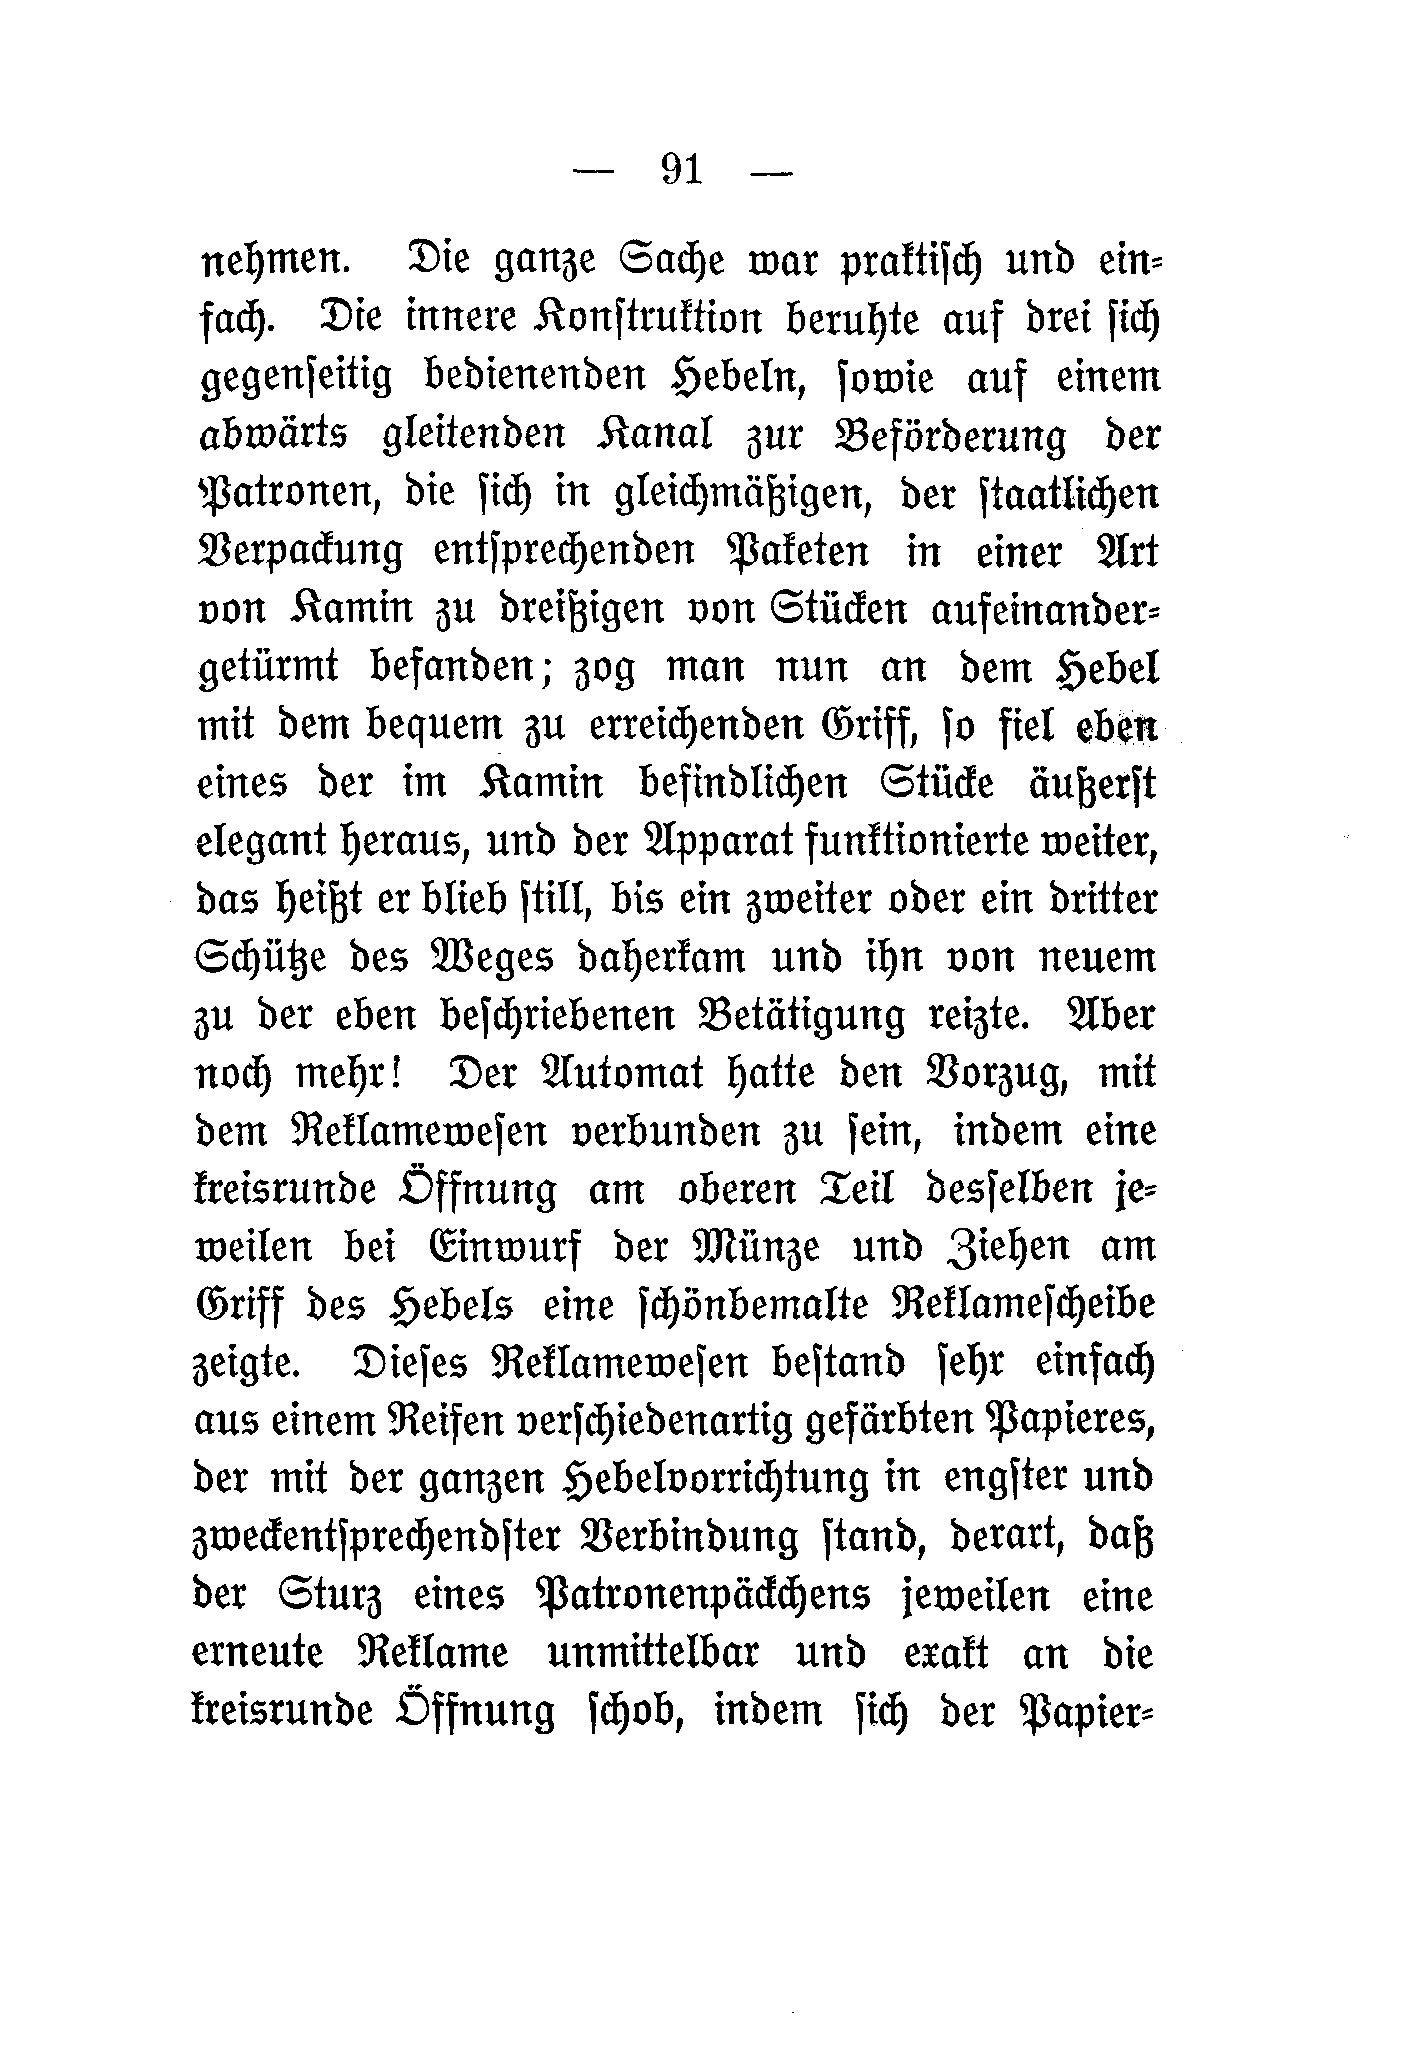 — 91 —
nehmen. Die ganze Sache war praktiſch und ein⸗
fach. Die innere Konſtruktion beruhte auf drei ſich
gegenſeitig bedienenden Hebeln, ſowie auf einem
abwärts gleitenden Kanal zur Beförderung der
Patronen, die ſich in gleichmäßigen, der ſtaatlichen
Verpackung entſprechenden Paketen in einer Art
von Kamin zu dreißigen von Stücken aufeinander⸗
getürmt befanden; zog man nun an dem Hebel
mit dem bequem zu erreichenden Griff, ſo fiel eben
eines der im Kamin befindlichen Stücke äußerſt
elegant heraus, und der Apparat funktionierte weiter,
das heißt er blieb ſtill, bis ein zweiter oder ein dritter
Schütze des Weges daherkam und ihn von neuem
zu der eben beſchriebenen Betätigung reizte. Aber
noch mehr! Der Automat hatte den Vorzug, mit
dem Reklameweſen verbunden zu ſein, indem eine
kreisrunde Öffnung am oberen Teil desſelben je⸗
weilen bei Einwurf der Münze und Ziehen am
Griff des Hebels eine ſchönbemalte Reklameſcheibe
zeigte. Dieſes Reklameweſen beſtand ſehr einfach
aus einem Reifen verſchiedenartig gefärbten Papieres,
der mit der ganzen Hebelvorrichtung in engſter und
zweckentſprechendſter Verbindung ſtand, derart, daß
der Sturz eines Patronenpäckchens jeweilen eine
erneute Reklame unmittelbar und exakt an die
kreisrunde Öffnung ſchob, indem ſich der Papier⸗